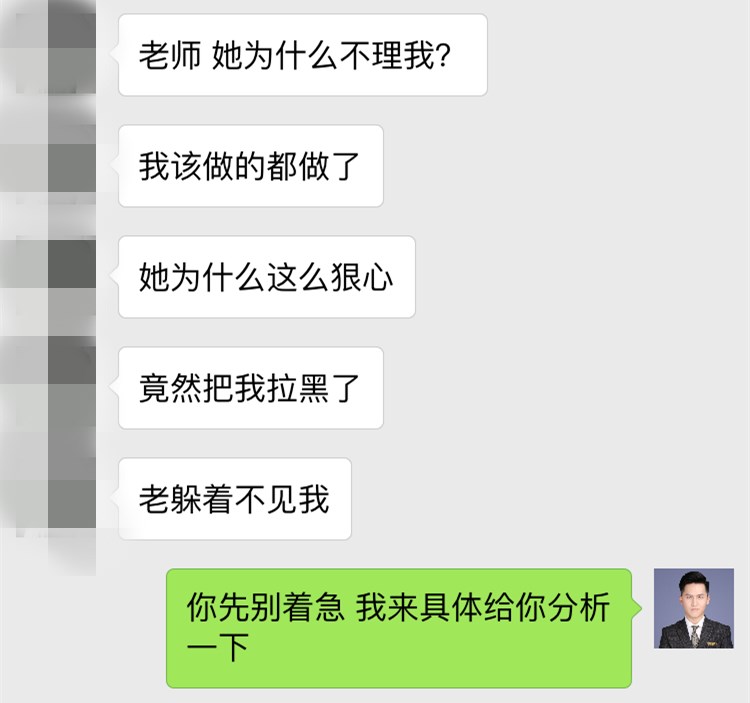 老师 她为什么不理我?
我该做的都做了
她为什么这么狠心
竟然把我拉黑了
老躲着不见我
你先别着急 我来具体给你分析
一下